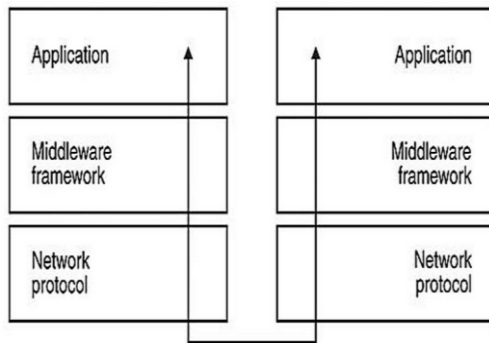 Application
Application
Middleware
framework
Middleware
framework
Network
protocol
Network
protocol